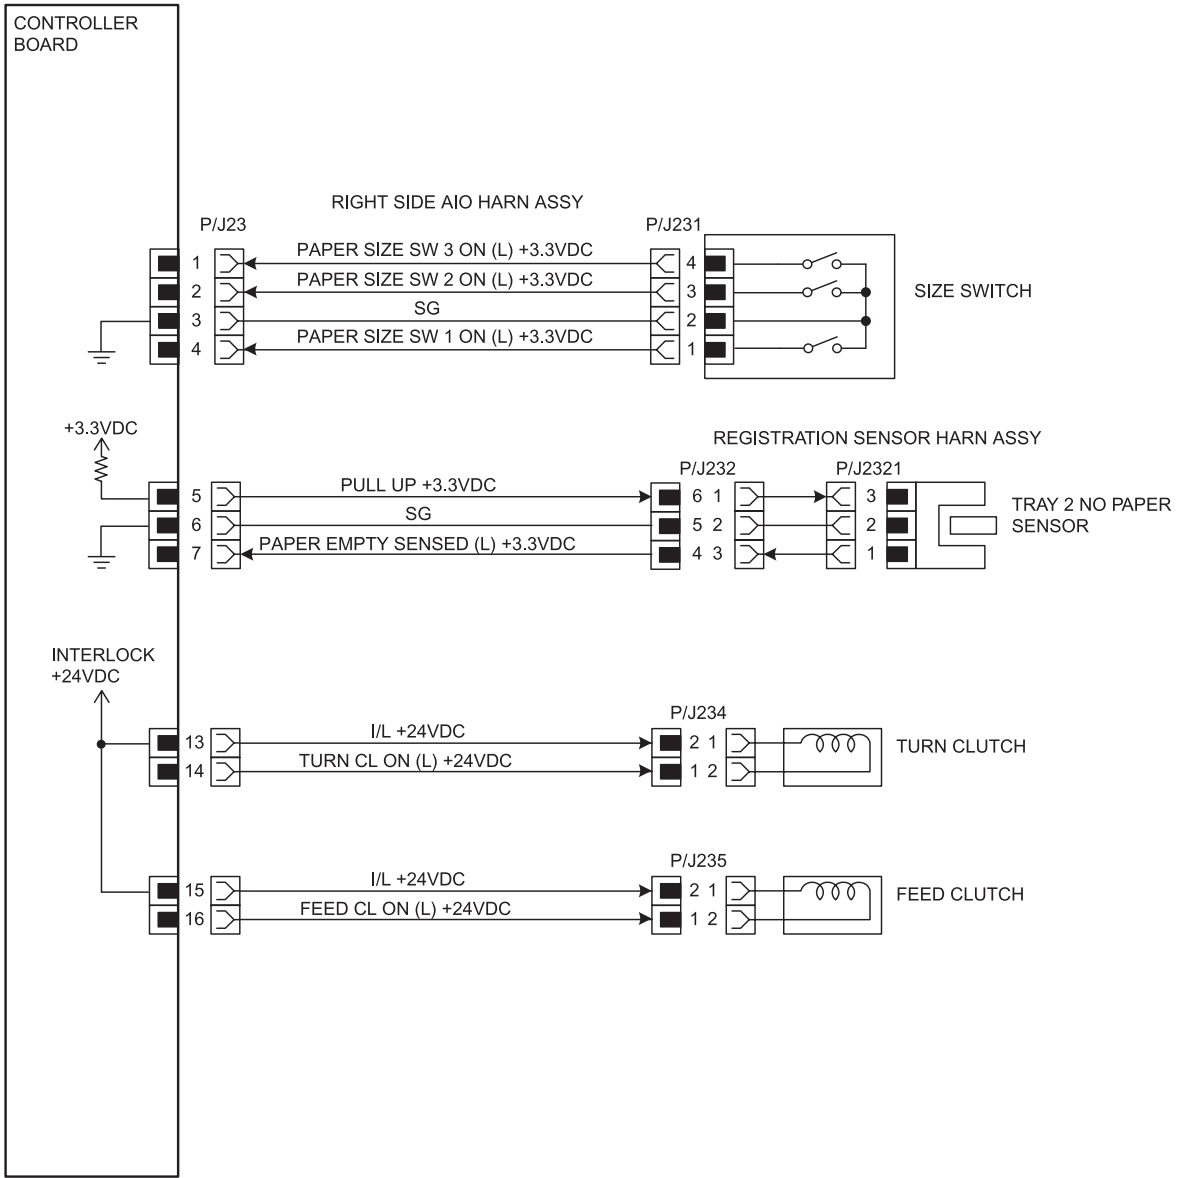 CONTROLLER
BOARD
RIGHT SIDE AIO HARN ASSY
P/J23
P/J231
1
PAPER SIZE SW 3 ON (L) +3.3VDC
4
2
PAPER SIZE SW 2 ON (L) +3.3VDC
3
SIZE SWITCH
3
SG
2
4
PAPER SIZE SW 1 ON (L) +3.3VDC
1
+3.3VDC
REGISTRATION SENSOR HARN ASSY
P/J232
P/J2321
5
PULL UP +3.3VDC
6 1
3
TRAY 2 NO PAPER
SENSOR
6
SG
5 2
2
7
PAPER EMPTY SENSED (L) +3.3VDC
4 3
1
INTERLOCK
+24VDC
P/J234
13
I/L +24VDC
2 1
TURN CLUTCH
14
TURN CL ON (L) +24VDC
1 2
P/J235
15
I/L +24VDC
2 1
FEED CLUTCH
16
FEED CL ON (L) +24VDC
1 2